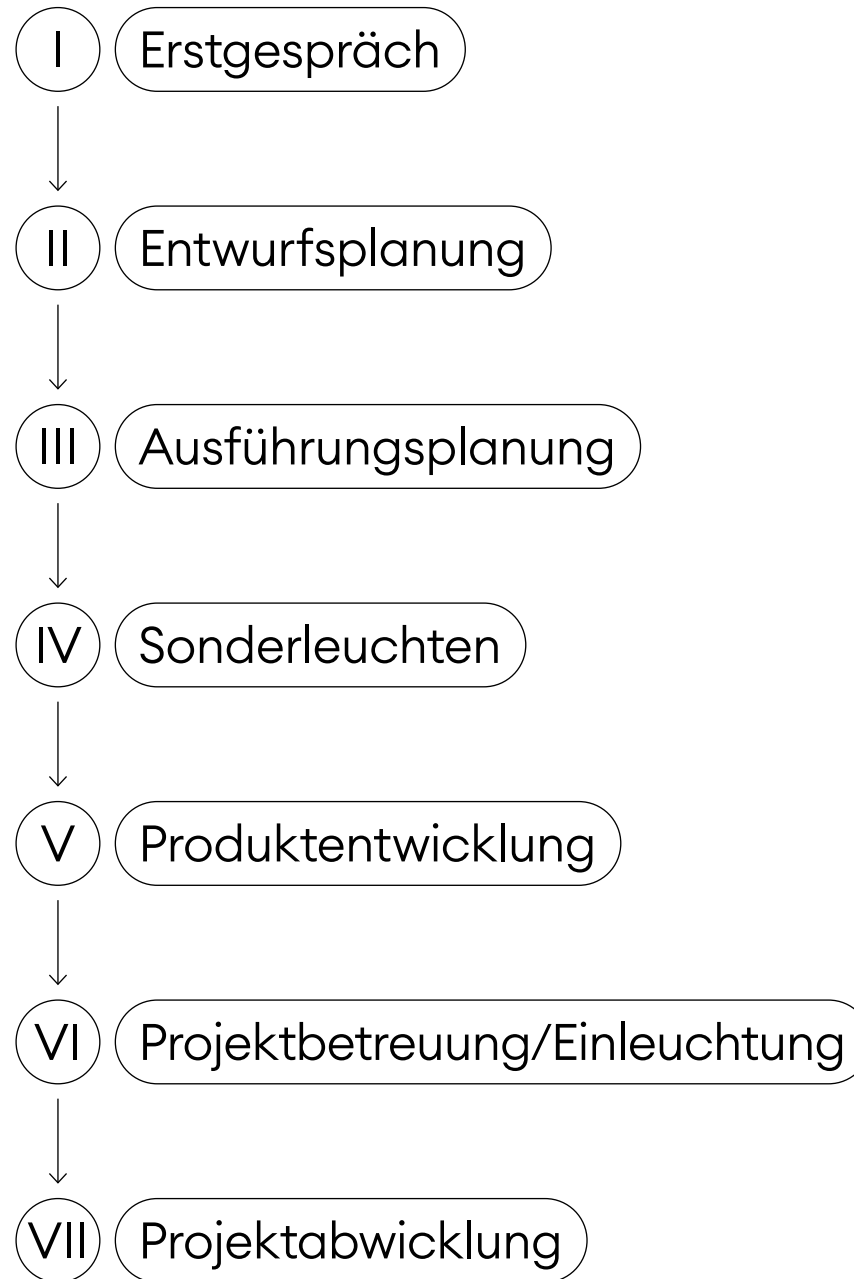 I Erstgespräch
II Entwurfsplanung
III Ausführungsplanung
IV Sonderleuchten
V Produktentwicklung
VI Projektbetreuung/Einleuchtung
VII Projektabwicklung